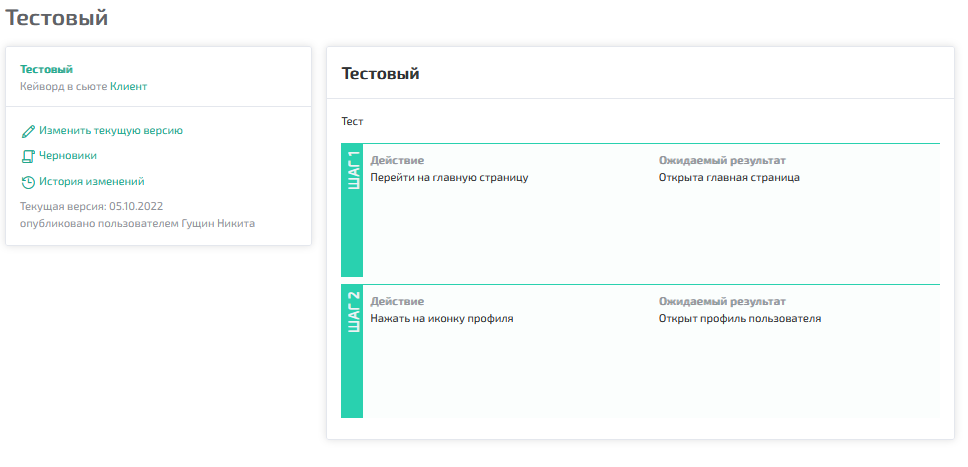 Тестовый
Тестовый
Кейворд в сьюте Клиент
Изменить текущую версию
Черновики
История изменений
Текущая версия: 05.10.2022
опубликовано пользователем Гущин Никита
Тестовый
Тест
ШАГ 1
Действие
Перейти на главную страницу
Ожидаемый результат
Открыта главная страница
ШАГ 2
Действие
Нажать на иконку профиля
Ожидаемый результат
Открыт профиль пользователя